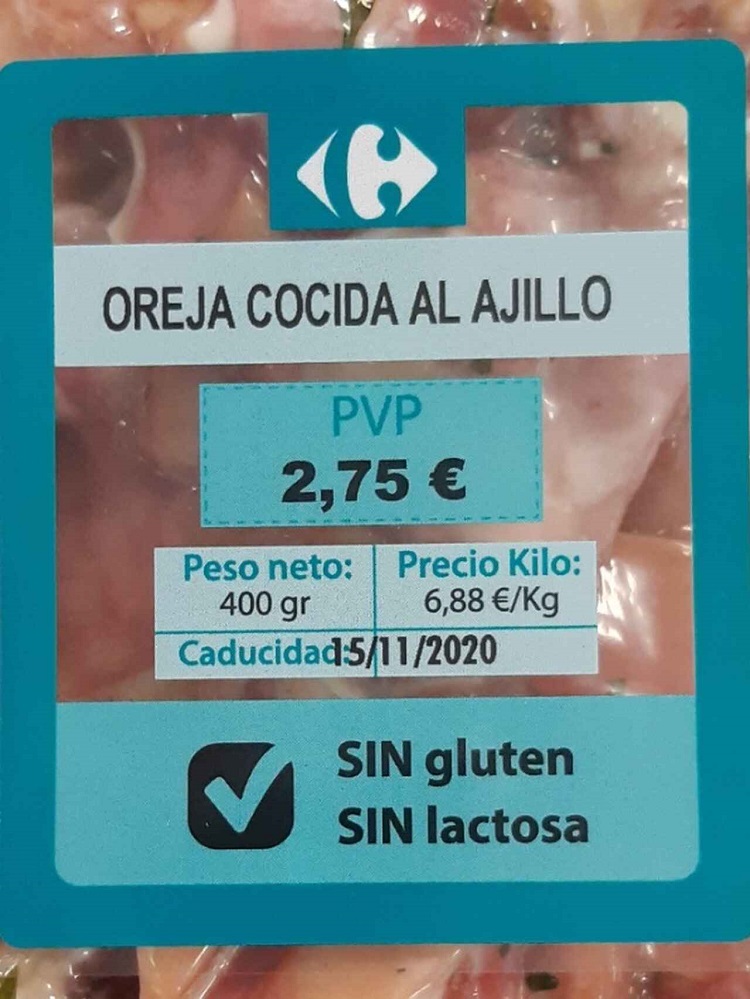 OREJA COCIDA AL AJILLO
PVP
2,75 €
Peso neto: Precio Kilo:
400 gr 6,88 €/Kg
Caducidad:15/11/2020
SIN gluten
SIN lactosa